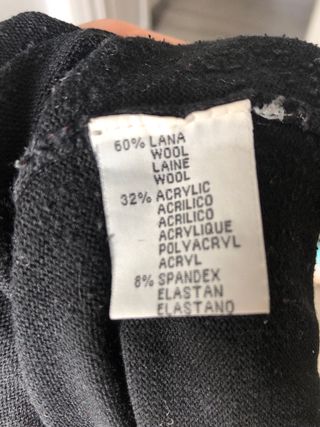 60% LANA
WOOL
LAINE
WOOL
32% ACRYLIC
ACRILICO
ACRILICO
ACRYLIQUE
POLYACRYL
ACRYL
8% SPANDEX
ELASTAN
ELASTANO